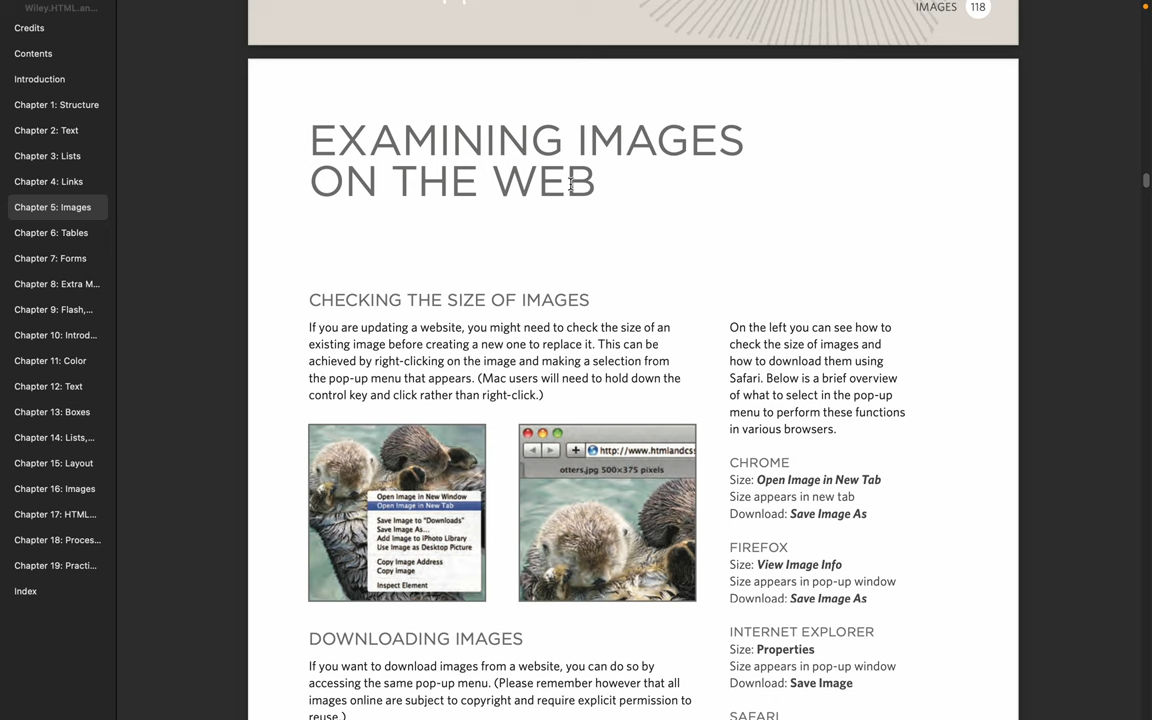 Wiley.HTML.an...
Credits
Contents
Introduction
Chapter 1: Structure
Chapter 2: Text
Chapter 3: Lists
Chapter 4: Links
Chapter 5: Images
Chapter 6: Tables
Chapter 7: Forms
Chapter 8: Extra M...
Chapter 9: Flash,...
Chapter 10: Introd...
Chapter 11: Color
Chapter 12: Text
Chapter 13: Boxes
Chapter 14: Lists,...
Chapter 15: Layout
Chapter 16: Images
Chapter 17: HTML...
Chapter 18: Proces...
Chapter 19: Practi...
Index
IMAGES 118
EXAMINING IMAGES
ON THE WEB
CHECKING THE SIZE OF IMAGES
If you are updating a website, you might need to check the size of an
existing image before creating a new one to replace it. This can be
achieved by right-clicking on the image and making a selection from
the pop-up menu that appears. (Mac users will need to hold down the
control key and click rather than right-click.)
Open Image in New Window
Open Image in New Tab
Save Image to "Downloads"
Save Image As...
Add Image to iPhoto Library
Use Image as Desktop Picture
Copy Image Address
Copy Image
Inspect Element
http://www.htmlandcss
otters.jpg 500×375 pixels
DOWNLOADING IMAGES
If you want to download images from a website, you can do so by
accessing the same pop-up menu. (Please remember however that all
images online are subject to copyright and require explicit permission to
reuse.)
On the left you can see how to
check the size of images and
how to download them using
Safari. Below is a brief overview
of what to select in the pop-up
menu to perform these functions
in various browsers.
CHROME
Size: Open Image in New Tab
Size appears in new tab
Download: Save Image As
FIREFOX
Size: View Image Info
Size appears in pop-up window
Download: Save Image As
INTERNET EXPLORER
Size: Properties
Size appears in pop-up window
Download: Save Image
SAFARI